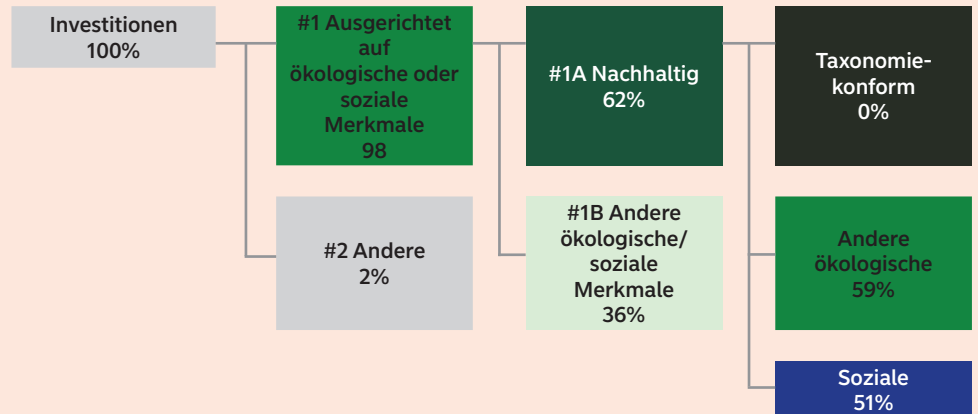 Investitionen
100%
#1 Ausgerichtet
auf
ökologische oder
soziale
Merkmale
98
#2 Andere
2%
#1A Nachhaltig
62%
#1B Andere
ökologische/
soziale
Merkmale
36%
Taxonomie-
konform
0%
Andere
ökologische
59%
Soziale
51%